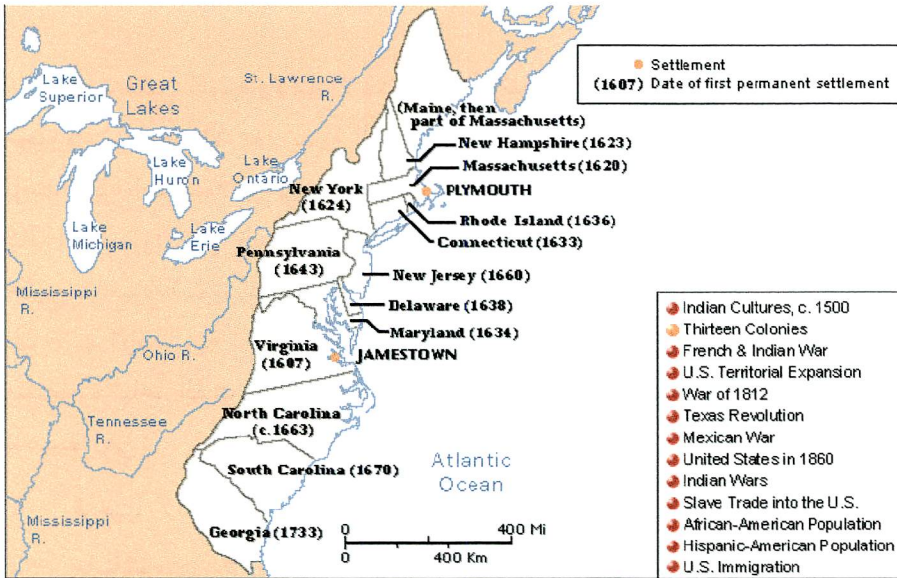 Lake
Superior
Great
Lakes
St. Lawrence
R.
Settlement
(1607) Date of first permanent settlement
(Maine, then
part of Massachusetts)
New Hampshire (1623)
Massachusetts (1620)
Lake
Huron
Lake
Ontario
New York
(1624)
PLYMOUTH
Rhode Island (1636)
Connecticut (1633)
Lake
Michigan
Lake
Erie
Pennsylvania
(1643)
New Jersey (1660)
Mississippi
R.
Delaware (1638)
Maryland (1634)
Ohio R.
Virginia
(1607)
JAMESTOWN
North Carolina
(c. 1663)
Tennessee
R.
South Carolina (1670)
Atlantic
Ocean
Mississippi
R.
Georgia (1733)
0 400 Mi
0 400 Km
Indian Cultures, c. 1500
Thirteen Colonies
French & Indian War
U.S. Territorial Expansion
War of 1812
Texas Revolution
Mexican War
United States in 1860
Indian Wars
Slave Trade into the U.S.
African-American Population
Hispanic-American Population
U.S. Immigration